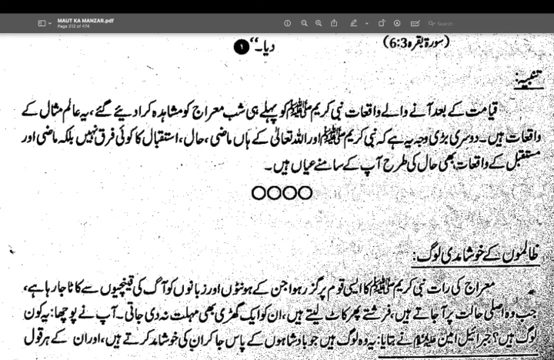 MAUT KA MANZAR.pdf
Page 212 of 474
Search
دیا۔‘‘ ❶ (سورۃ بقرہ 6:3)
تنبیہ:
قیامت کے بعد آنے والے واقعات نبی کریم ﷺ کو پہلے ہی شب معراج کو مشاہدہ کرا دیئے گئے، یہ عالم مثال کے
واقعات ہیں۔ دوسری بڑی وجہ یہ ہے کہ نبی کریم ﷺ اور اللہ تعالیٰ کے ہاں ماضی، حال، استقبال کا کوئی فرق نہیں بلکہ ماضی اور
مستقبل کے واقعات بھی حال کی طرح آپ کے سامنے عیاں ہیں۔
○○○○
ظالموں کے خوشامدی لوگ:
معراج کی رات نبی کریم ﷺ کا ایسی قوم پر گزر ہوا جن کے ہونٹوں اور زبانوں کو آگ کی قینچیوں سے کاٹا جا رہا ہے،
جب وہ اصلی حالت پر آجاتے ہیں، فرشتے پھر کاٹ لیتے ہیں، ان کو ایک گھڑی بھی مہلت نہ دی جاتی۔ آپ نے پوچھا: یہ کون
لوگ ہیں؟ جبرائیل امین علیہ السلام نے بتایا: یہ وہ لوگ ہیں جو بادشاہوں کے پاس جا کر ان کی خوشامد کرتے ہیں، اور ان کے ہر قول